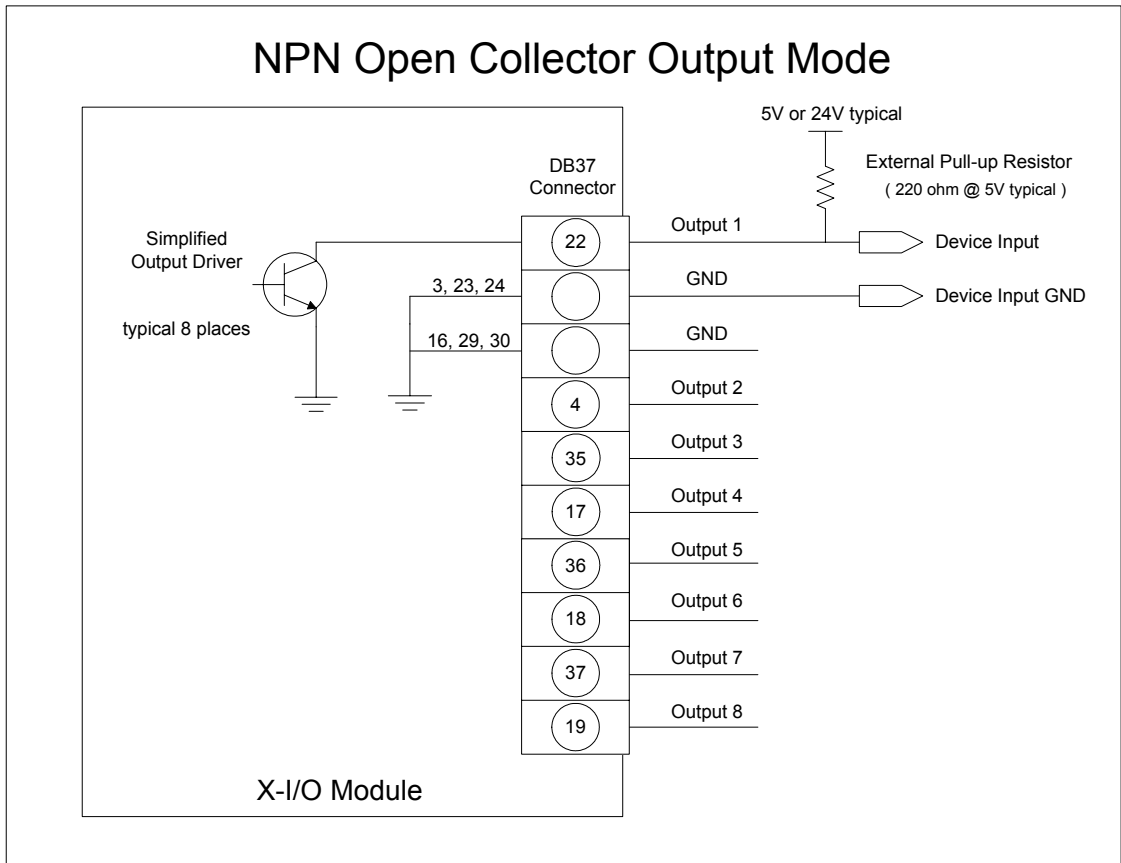 NPN Open Collector Output Mode
5V or 24V typical
External Pull-up Resistor
( 220 ohm @ 5V typical )
DB37
Connector
Simplified
Output Driver
typical 8 places
22
Output 1
Device Input
3, 23, 24
GND
Device Input GND
16, 29, 30
GND
4
Output 2
35
Output 3
17
Output 4
36
Output 5
18
Output 6
37
Output 7
19
Output 8
X-I/O Module